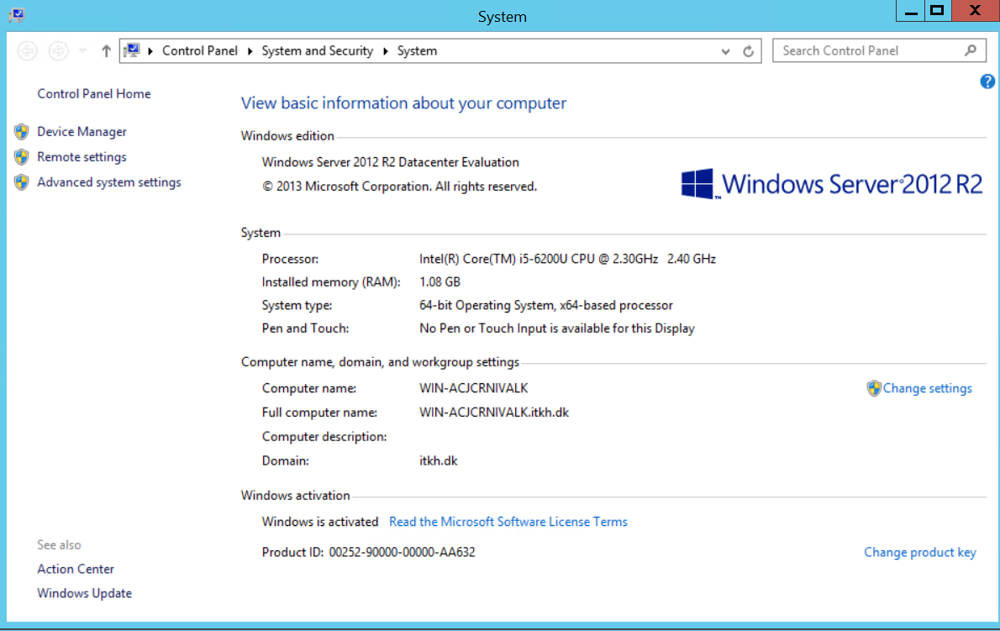 System
Control Panel System and Security System
Search Control Panel
Control Panel Home
Device Manager
Remote settings
Advanced system settings
View basic information about your computer
Windows edition
Windows Server 2012 R2 Datacenter Evaluation
© 2013 Microsoft Corporation. All rights reserved.
Windows Server 2012 R2
System
Processor: Intel(R) Core(TM) i5-6200U CPU @ 2.30GHz 2.40 GHz
Installed memory (RAM): 1.08 GB
System type: 64-bit Operating System, x64-based processor
Pen and Touch: No Pen or Touch Input is available for this Display
Computer name, domain, and workgroup settings
Computer name: WIN-ACJCRNIVALK Change settings
Full computer name: WIN-ACJCRNIVALK.itkh.dk
Computer description:
Domain: itkh.dk
Windows activation
Windows is activated Read the Microsoft Software License Terms
Product ID: 00252-90000-00000-AA632 Change product key
See also
Action Center
Windows Update